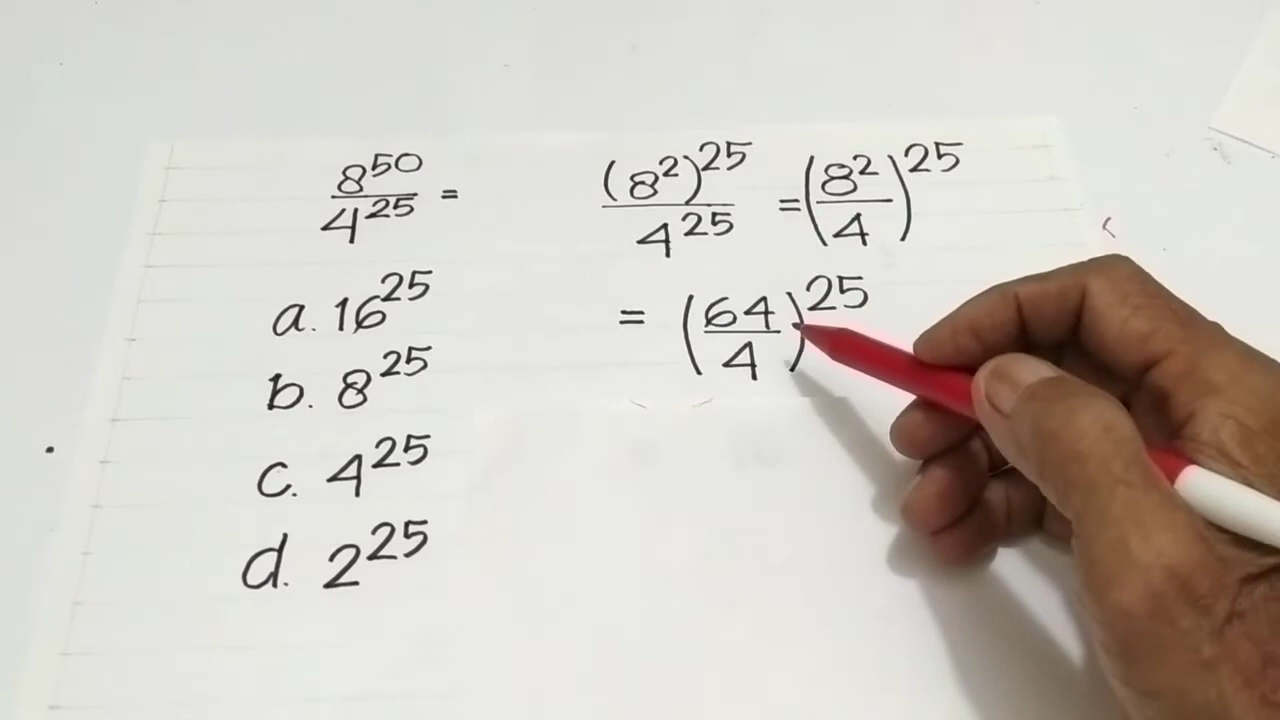 8^50/4^25 = (8^2)^25/4^25 = (8^2/4)^25
= (64/4)^25
a. 16^25
b. 8^25
c. 4^25
d. 2^25